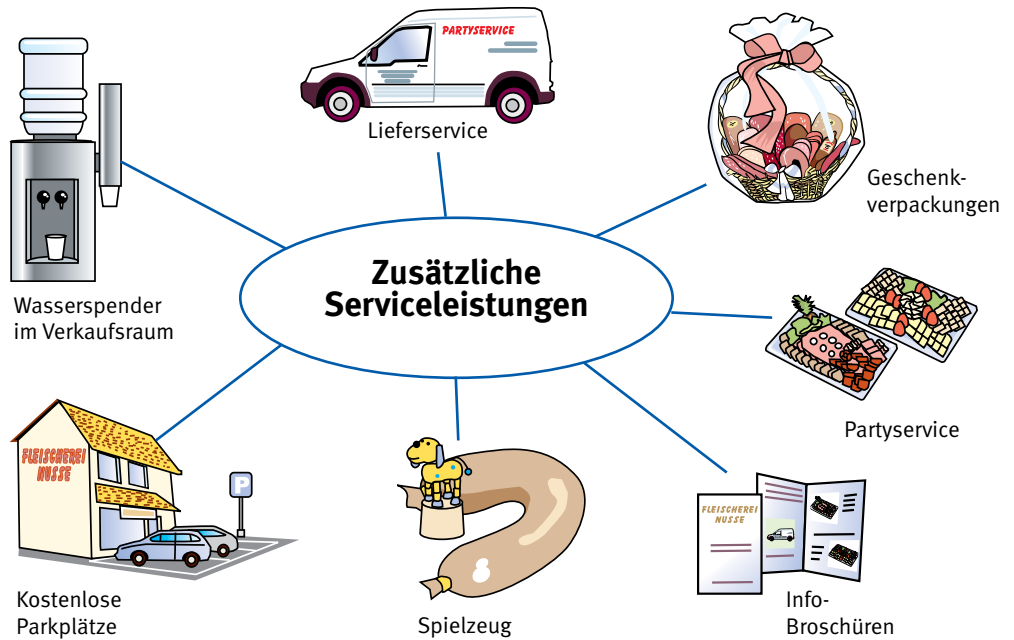 PARTYSERVICE
Lieferservice
Geschenk-
verpackungen
Zusätzliche
Serviceleistungen
Wasserspender
im Verkaufsraum
Partyservice
FLEISCHEREI
NUSSE
P
FLEISCHEREI
NUSSE
Kostenlose
Parkplätze
Spielzeug
Info-
Broschüren